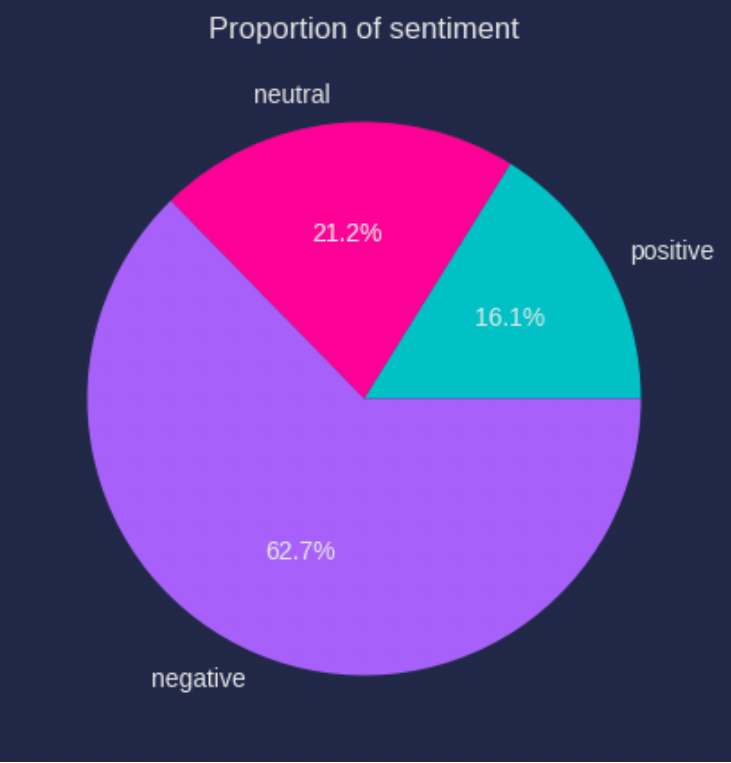 Proportion of sentiment
neutral
21.2%
positive
16.1%
62.7%
negative